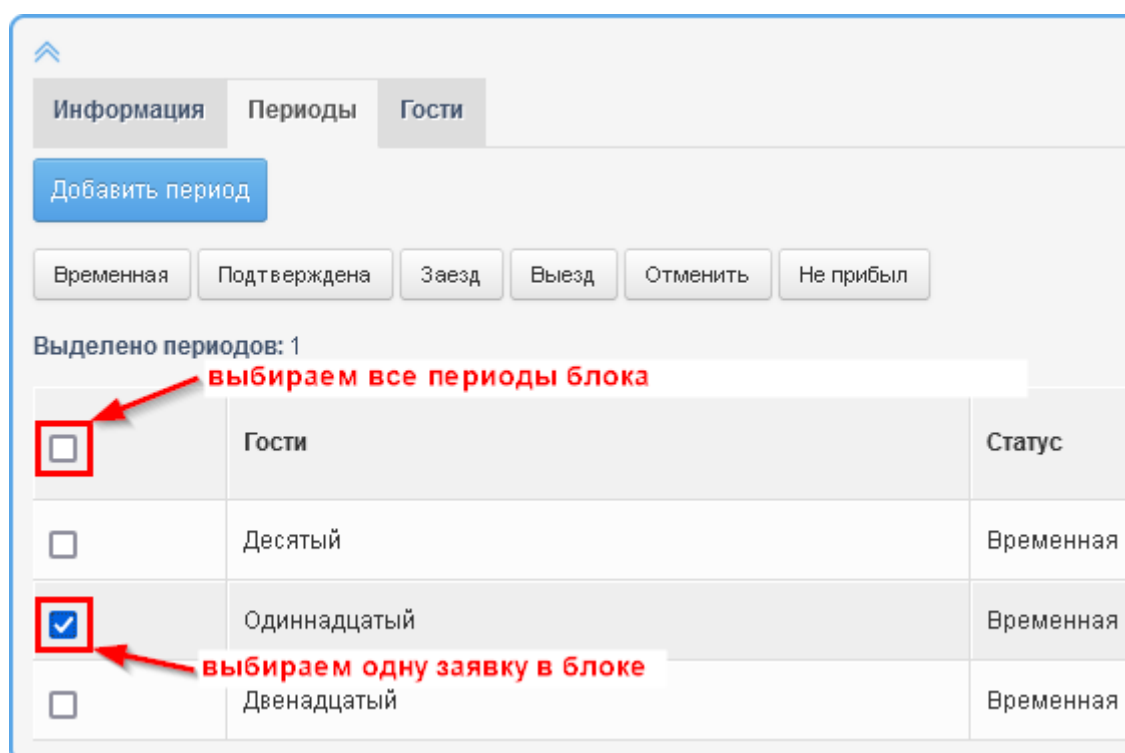 Информация Периоды Гости
Добавить период
Временная Подтверждена Заезд Выезд Отменить Не прибыл
Выделено периодов: 1
выбираем все периоды блока
Гости Статус
Десятый Временная
Одиннадцатый Временная
выбираем одну заявку в блоке
Двенадцатый Временная